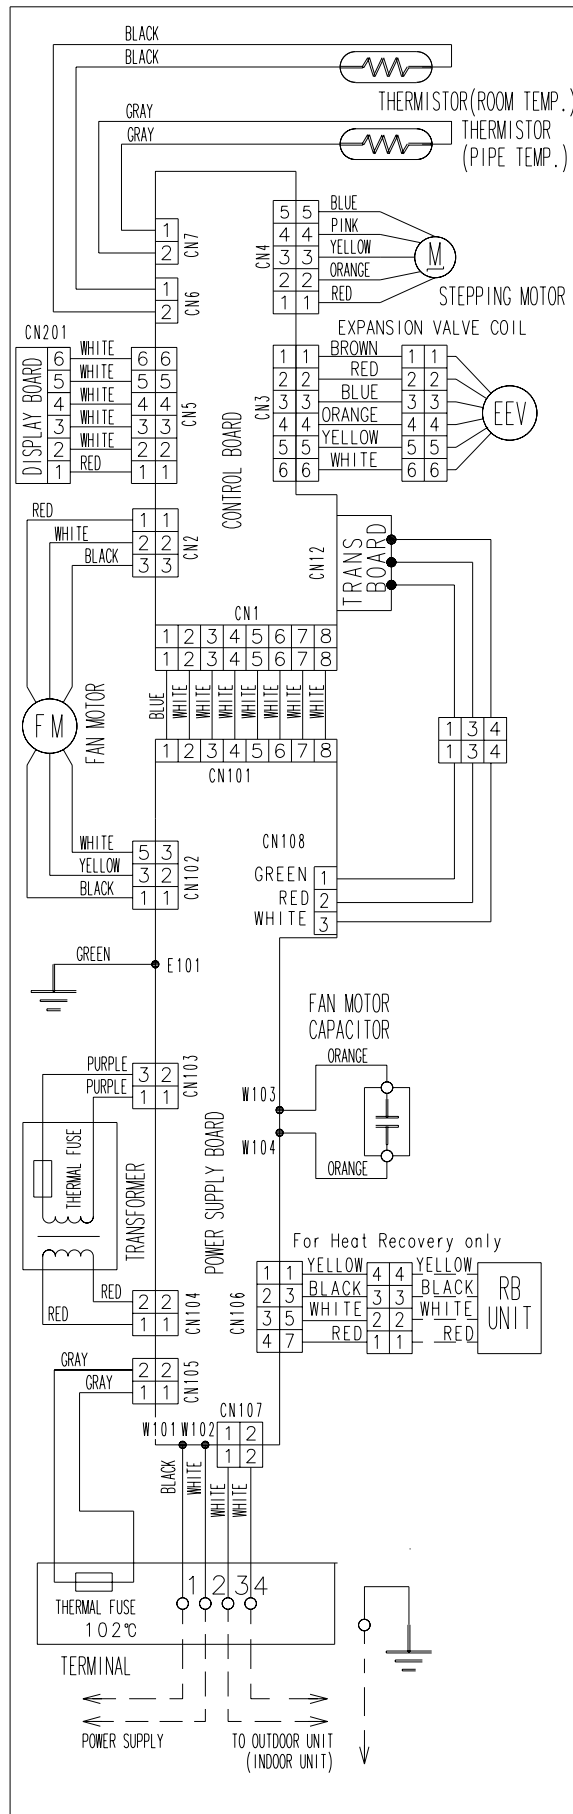 BLACK
BLACK
THERMISTOR(ROOM TEMP.)
GRAY
GRAY
THERMISTOR
(PIPE TEMP.)
1
2
CN7
1
2
CN6
CN4
5 5 BLUE
4 4 PINK
3 3 YELLOW
2 2 ORANGE
1 1 RED
M
STEPPING MOTOR
EXPANSION VALVE COIL
CN201
DISPLAY BOARD
6 WHITE 6 6
5 WHITE 5 5
4 WHITE 4 4
3 WHITE 3 3
2 WHITE 2 2
1 RED 1 1
CN5
CONTROL BOARD
CN3
1 1 BROWN 1 1
2 2 RED 2 2
3 3 BLUE 3 3
4 4 ORANGE 4 4
5 5 YELLOW 5 5
6 6 WHITE 6 6
EEV
RED 1 1
WHITE 2 2
BLACK 3 3
CN2
CN12
TRANS
BOARD
CN1
1 2 3 4 5 6 7 8
1 2 3 4 5 6 7 8
BLUE WHITE WHITE WHITE WHITE WHITE WHITE WHITE
1 2 3 4 5 6 7 8
CN101
FM
FAN MOTOR
1 3 4
1 3 4
WHITE 5 3
YELLOW 3 2
BLACK 1 1
CN102
CN108
GREEN 1
RED 2
WHITE 3
GREEN
E101
FAN MOTOR
CAPACITOR
ORANGE
W103
W104
ORANGE
PURPLE 3 2
PURPLE 1 1
CN103
THERMAL FUSE
TRANSFORMER
POWER SUPPLY BOARD
RED 2 2
RED 1 1
CN104
For Heat Recovery only
CN106
1 1 YELLOW 4 4 YELLOW
2 3 BLACK 3 3 BLACK
3 5 WHITE 2 2 WHITE
4 7 RED 1 1 RED
RB
UNIT
GRAY 2 2
GRAY 1 1
CN105
W101 W102
CN107
1 2
1 2
BLACK WHITE WHITE WHITE
1 2 3 4
THERMAL FUSE
102℃
TERMINAL
POWER SUPPLY
TO OUTDOOR UNIT
(INDOOR UNIT)